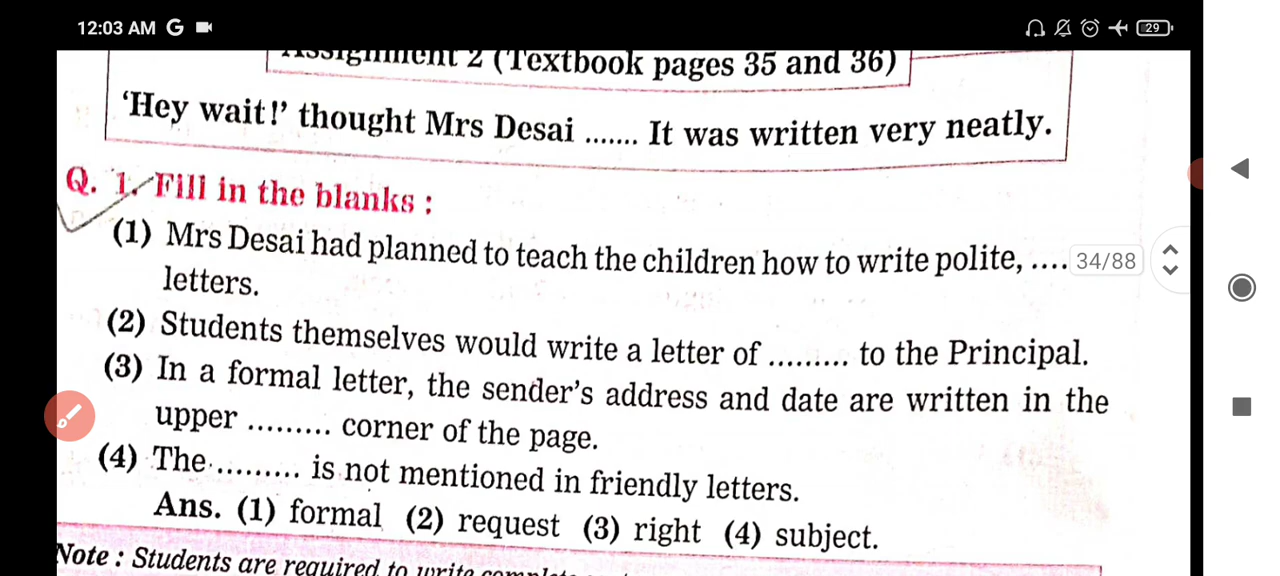 12:03 AM G
29
Assignment 2 (Textbook pages 35 and 36)
‘Hey wait!’ thought Mrs Desai ....... It was written very neatly.
Q. 1. Fill in the blanks :
(1) Mrs Desai had planned to teach the children how to write polite, .... 34/88
letters.
(2) Students themselves would write a letter of ......... to the Principal.
(3) In a formal letter, the sender’s address and date are written in the
upper ......... corner of the page.
(4) The ......... is not mentioned in friendly letters.
Ans. (1) formal (2) request (3) right (4) subject.
Note : Students are required to write